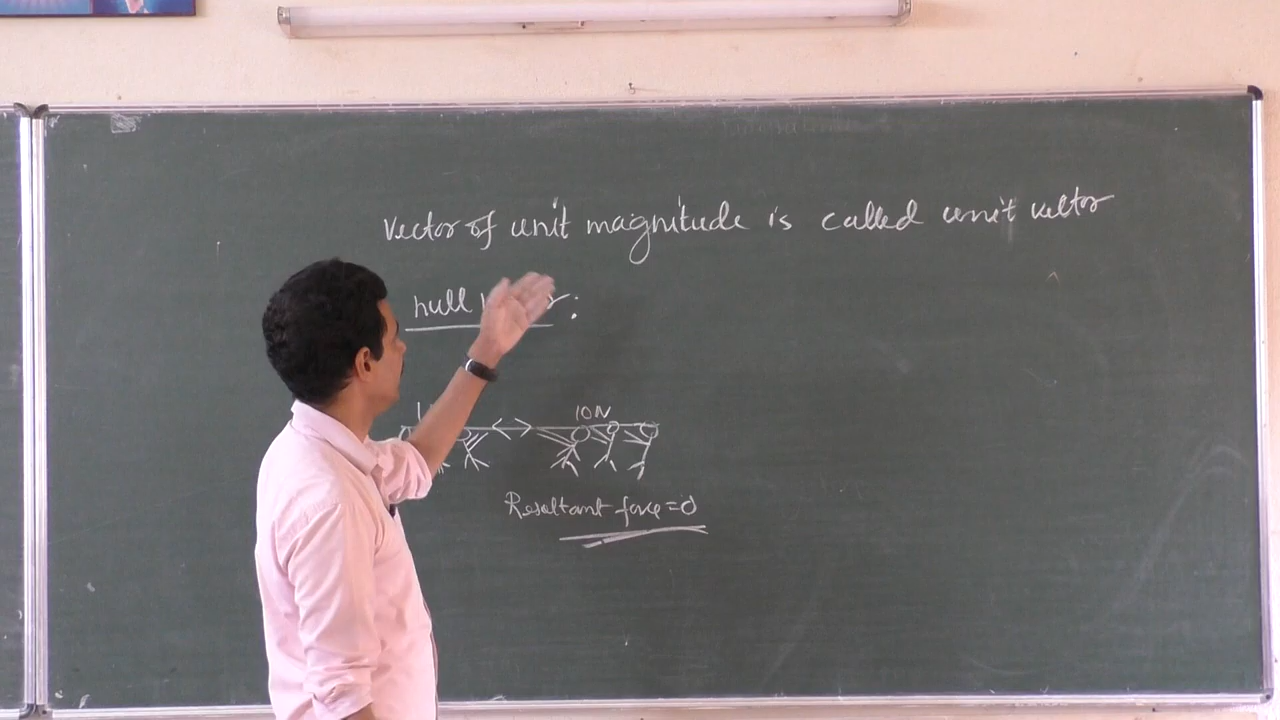 vector of unit magnitude is called unit vector
null
10N
Resultant force = 0